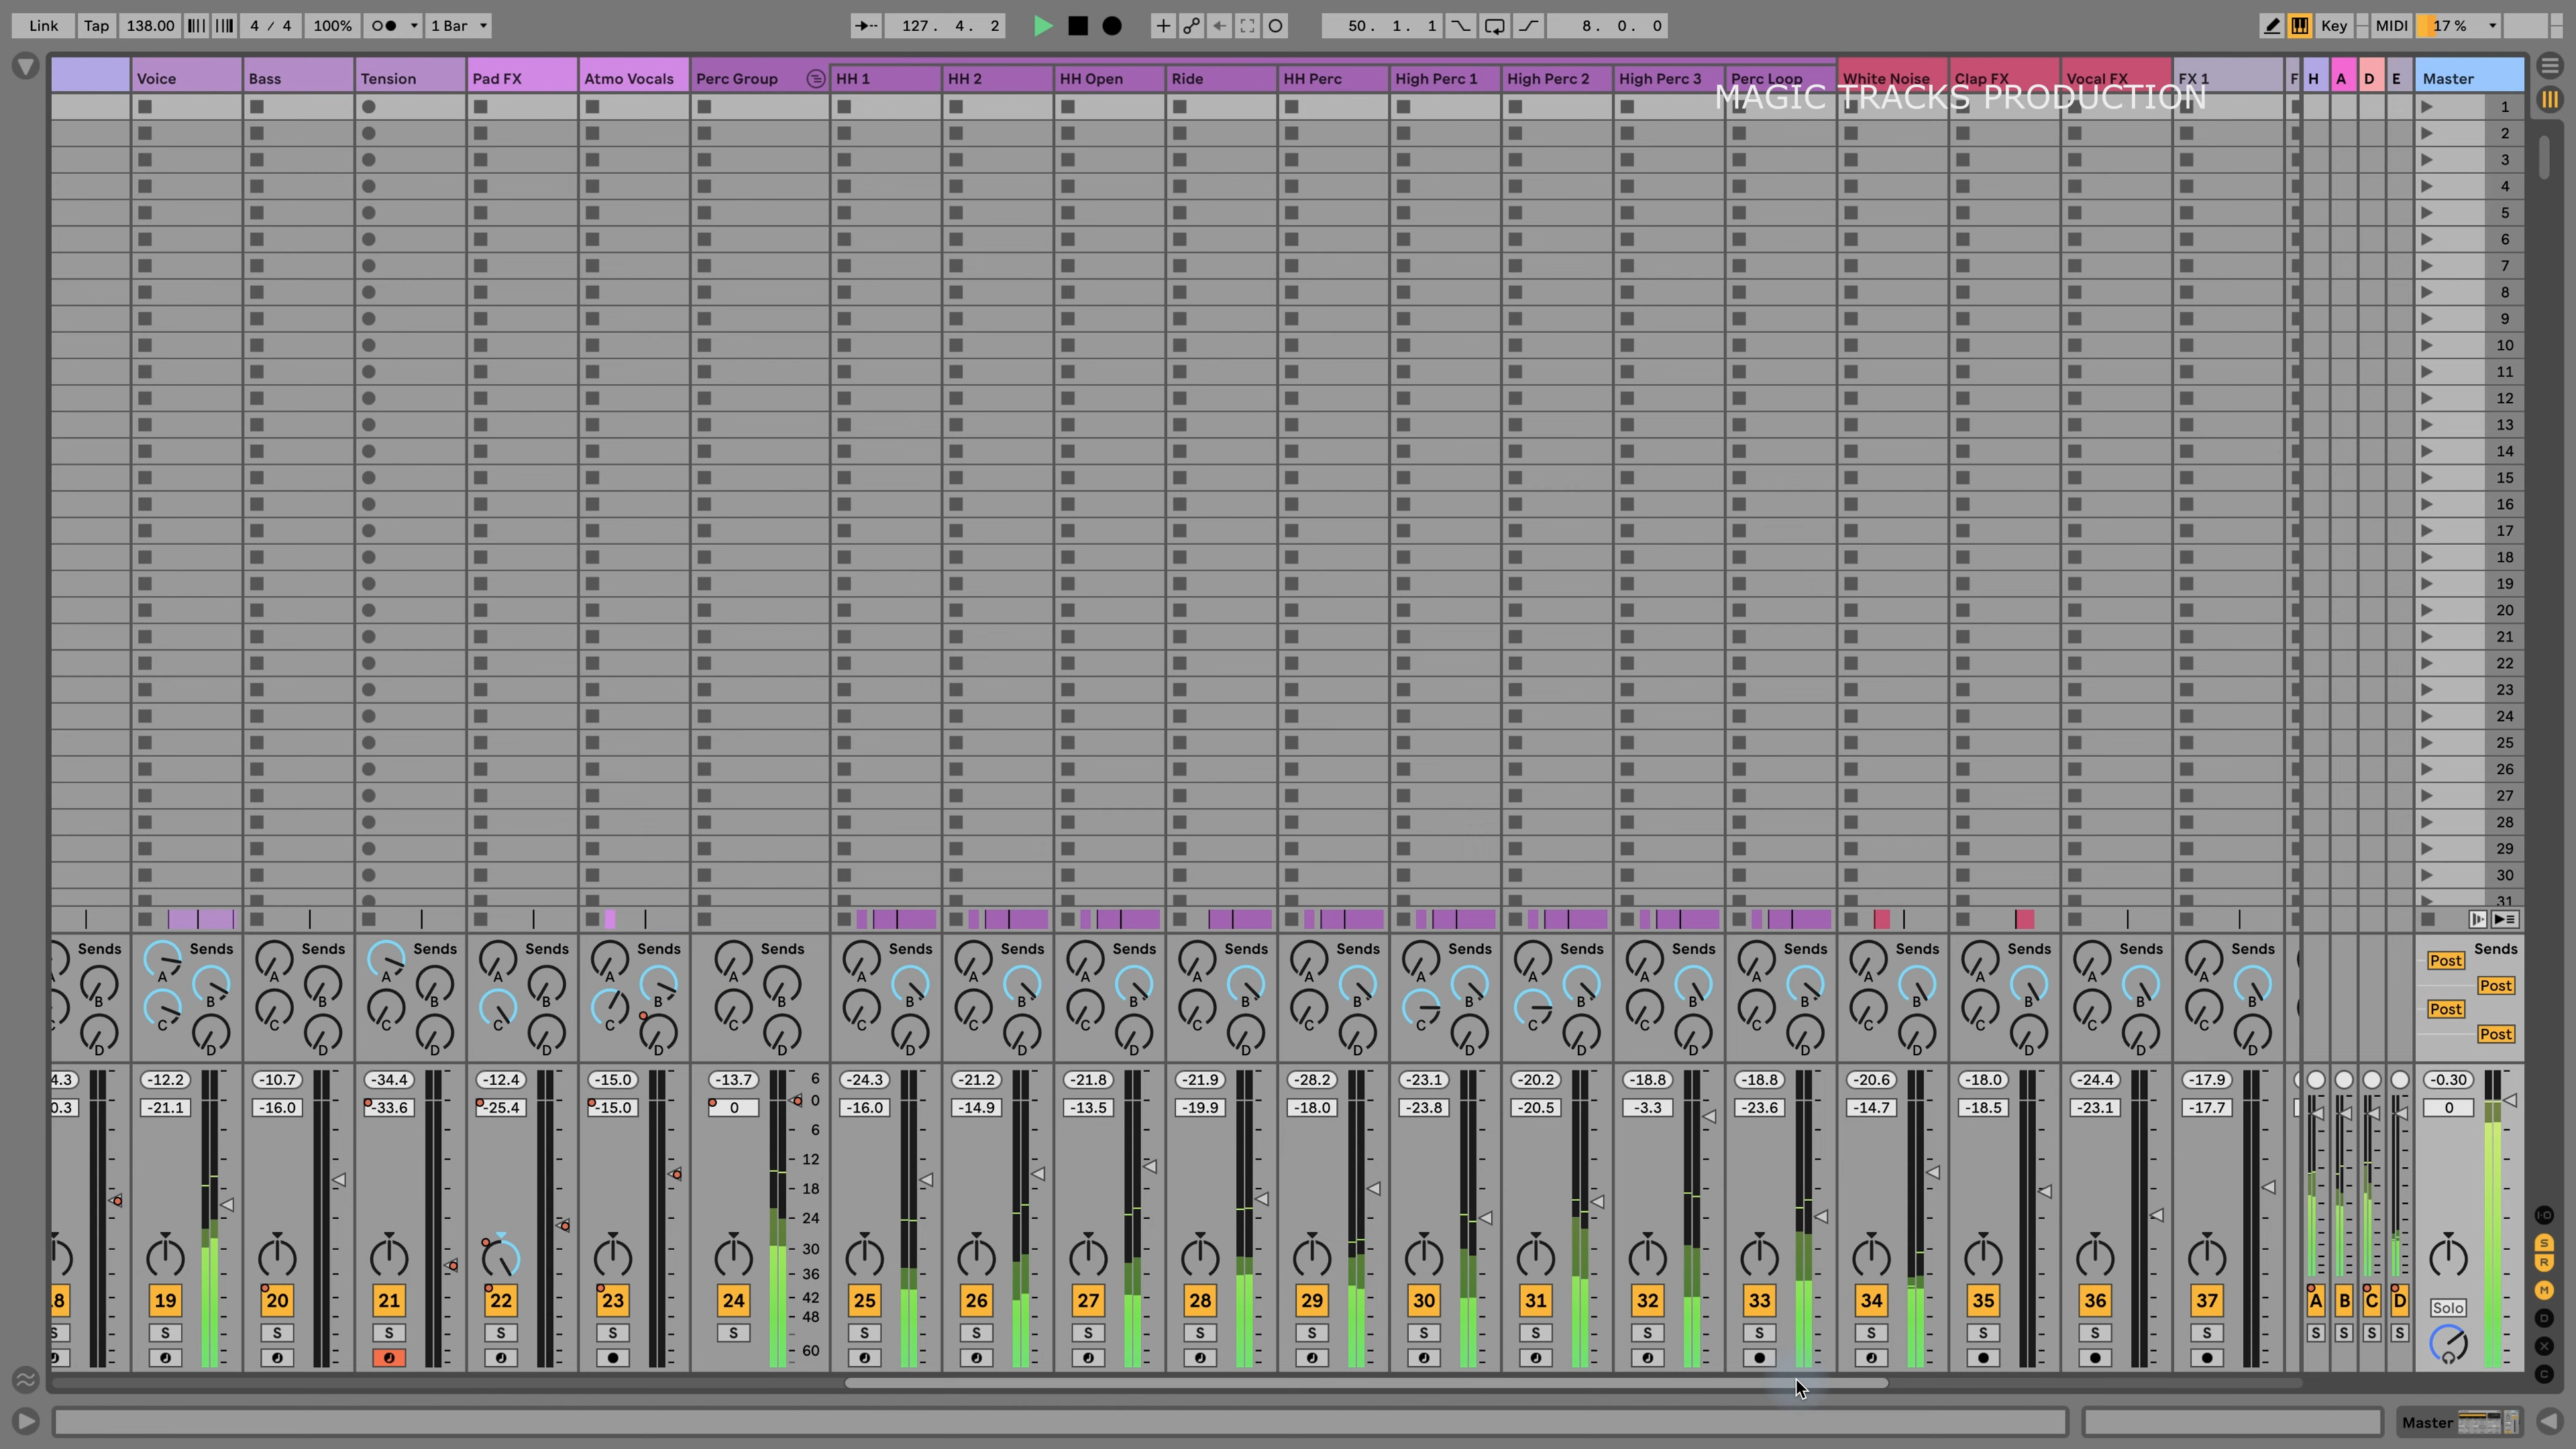 Link Tap 138.00 4 / 4 100% 1 Bar 127. 4. 2 50. 1. 1 8. 0. 0 Key MIDI 17 %
Voice Bass Tension Pad FX Atmo Vocals Perc Group HH 1 HH 2 HH Open Ride HH Perc High Perc 1 High Perc 2 High Perc 3 Perc Loop White Noise Clap FX Vocal FX FX 1 F H A D E Master
MAGIC TRACKS PRODUCTION
1
2
3
4
5
6
7
8
9
10
11
12
13
14
15
16
17
18
19
20
21
22
23
24
25
26
27
28
29
30
31
Sends Sends Sends Sends Sends Sends Sends Sends Sends Sends Sends Sends Sends Sends Sends Sends Sends Sends Sends Sends Sends
A A A A A A A A A A A A A A A A A A A Post
B B B B B B B B B B B B B B B B B B B B Post
C C C C C C C C C C C C C C C C C C C C Post
D D D D D D D D D D D D D D D D D D D D Post
4.3 -12.2 -10.7 -34.4 -12.4 -15.0 -13.7 6 -24.3 -21.2 -21.8 -21.9 -28.2 -23.1 -20.2 -18.8 -18.8 -20.6 -18.0 -24.4 -17.9 -0.30
0.3 -21.1 -16.0 -33.6 -25.4 -15.0 0 0 -16.0 -14.9 -13.5 -19.9 -18.0 -23.8 -20.5 -3.3 -23.6 -14.7 -18.5 -23.1 -17.7 0
6
12
18
24
30
36
42
48
60
18 19 20 21 22 23 24 25 26 27 28 29 30 31 32 33 34 35 36 37 A B C D Solo
S S S S S S S S S S S S S S S S S S S S S S S S
I·O
S
R
M
D
X
C
Master